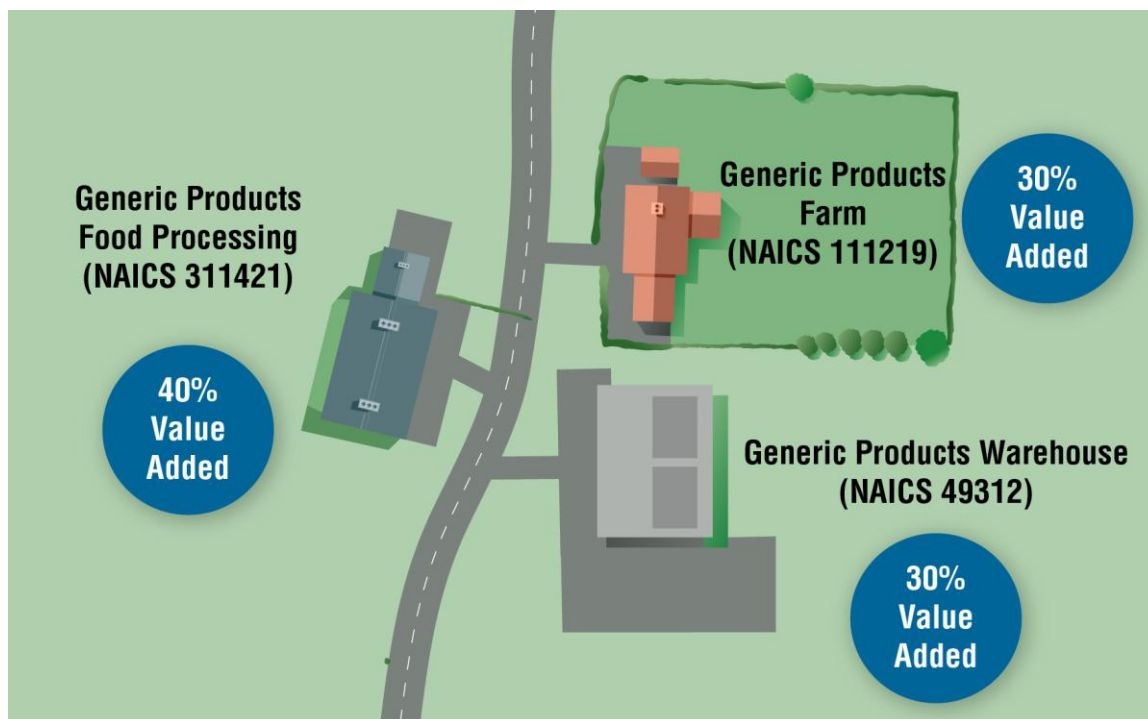 Generic Products
Food Processing
(NAICS 311421)
40%
Value
Added
Generic Products
Farm
(NAICS 111219)
30%
Value
Added
Generic Products Warehouse
(NAICS 49312)
30%
Value
Added